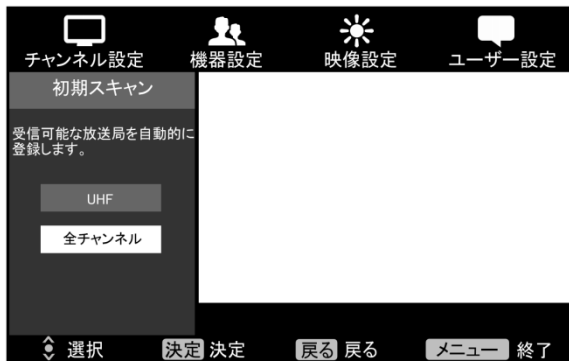 チャンネル設定 機器設定 映像設定 ユーザー設定
初期スキャン
受信可能な放送局を自動的に
登録します。
UHF
全チャンネル
選択 決定 決定 戻る 戻る メニュー 終了